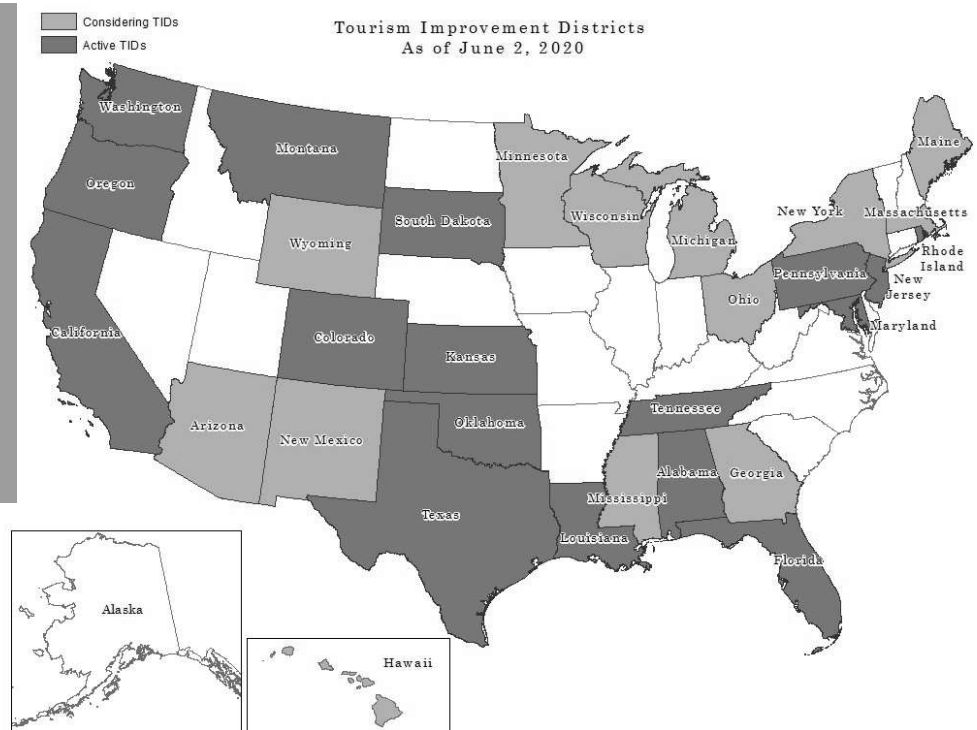 Considering TIDs
Active TIDs
Tourism Improvement Districts
As of June 2, 2020
Washington
Montana
Minnesota
Maine
Oregon
South Dakota
Wisconsin
New York
Massachusetts
Wyoming
Michigan
Rhode
Island
Pennsylvania
New
Jersey
Ohio
California
Colorado
Maryland
Kansas
Tennessee
Arizona
New Mexico
Oklahoma
Alabama
Georgia
Mississippi
Texas
Louisiana
Florida
Alaska
Hawaii